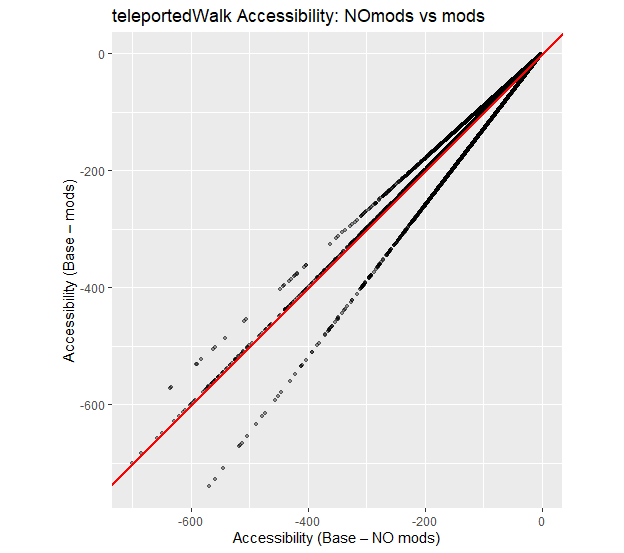 teleportedWalk Accessibility: NOmods vs mods
Accessibility (Base – mods)
0
-200
-400
-600
-600
-400
-200
0
Accessibility (Base – NO mods)